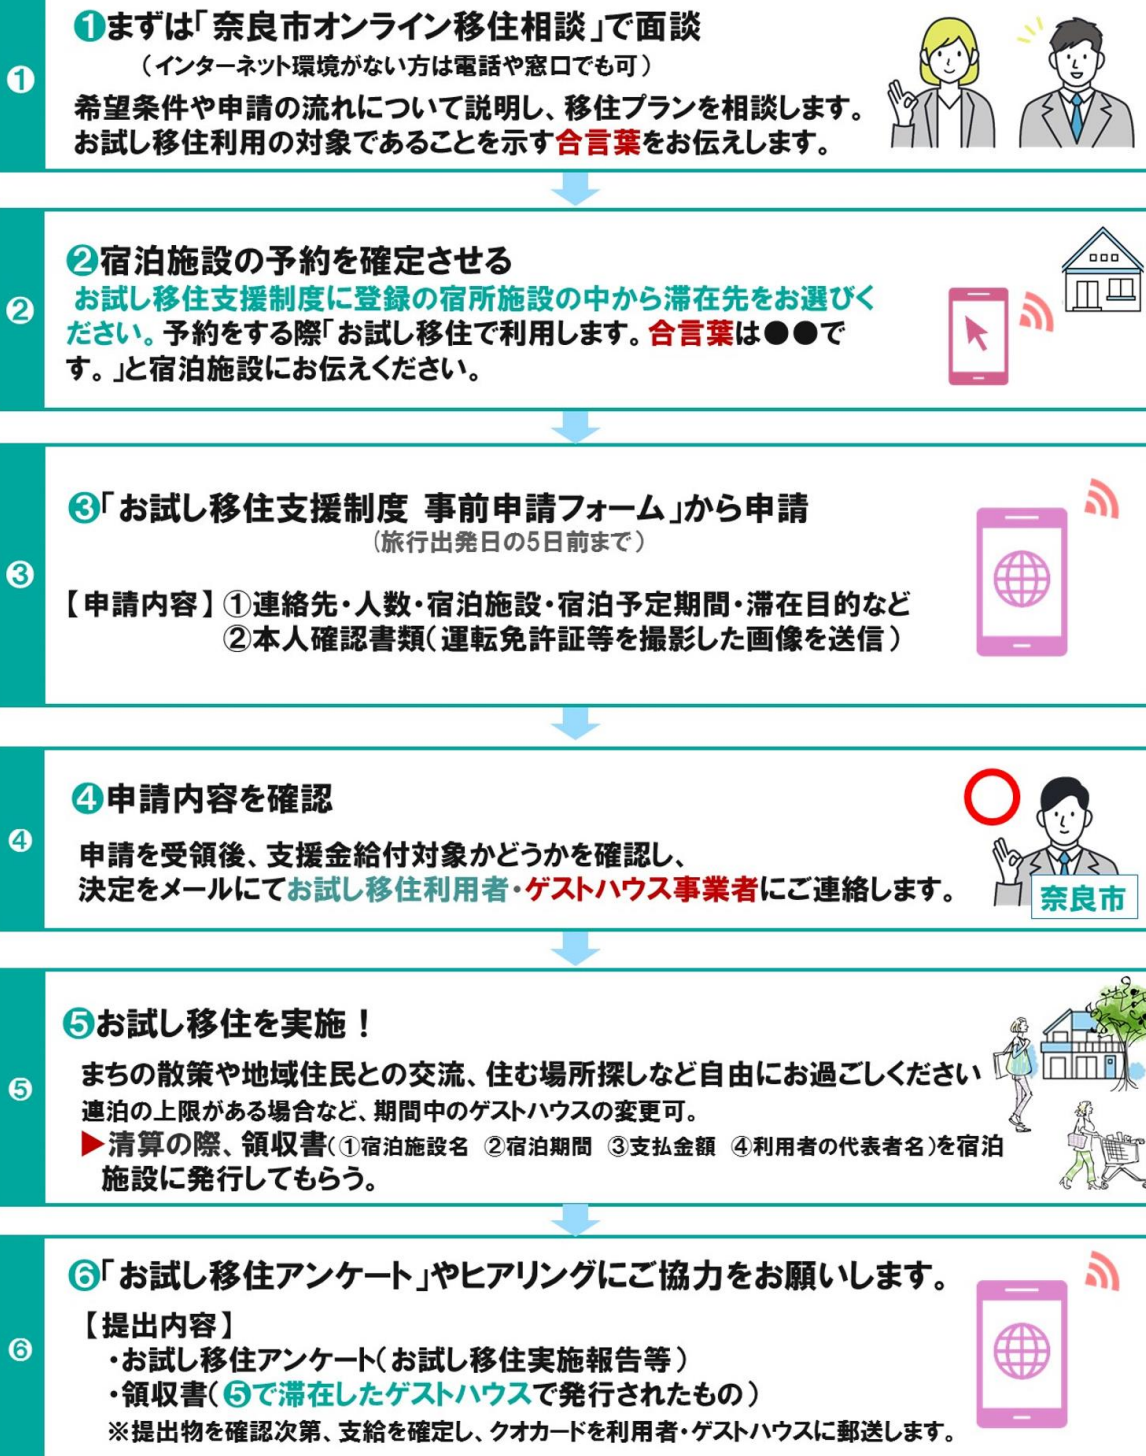 ❶
❶まずは「奈良市オンライン移住相談」で面談
（インターネット環境がない方は電話や窓口でも可）
希望条件や申請の流れについて説明し、移住プランを相談します。
お試し移住利用の対象であることを示す合言葉をお伝えします。
❷
❷宿泊施設の予約を確定させる
お試し移住支援制度に登録の宿所施設の中から滞在先をお選びく
ださい。予約をする際「お試し移住で利用します。合言葉は●●で
す。」と宿泊施設にお伝えください。
❸
❸「お試し移住支援制度 事前申請フォーム」から申請
（旅行出発日の5日前まで）
【申請内容】①連絡先・人数・宿泊施設・宿泊予定期間・滞在目的など
②本人確認書類（運転免許証等を撮影した画像を送信）
❹
❹申請内容を確認
申請を受領後、支援金給付対象かどうかを確認し、
決定をメールにてお試し移住利用者・ゲストハウス事業者にご連絡します。
奈良市
❺
❺お試し移住を実施！
まちの散策や地域住民との交流、住む場所探しなど自由にお過ごしください
連泊の上限がある場合など、期間中のゲストハウスの変更可。
▶清算の際、領収書（①宿泊施設名 ②宿泊期間 ③支払金額 ④利用者の代表者名）を宿泊
施設に発行してもらう。
❻
❻「お試し移住アンケート」やヒアリングにご協力をお願いします。
【提出内容】
・お試し移住アンケート（お試し移住実施報告等）
・領収書（❺で滞在したゲストハウスで発行されたもの）
※提出物を確認次第、支給を確定し、クオカードを利用者・ゲストハウスに郵送します。